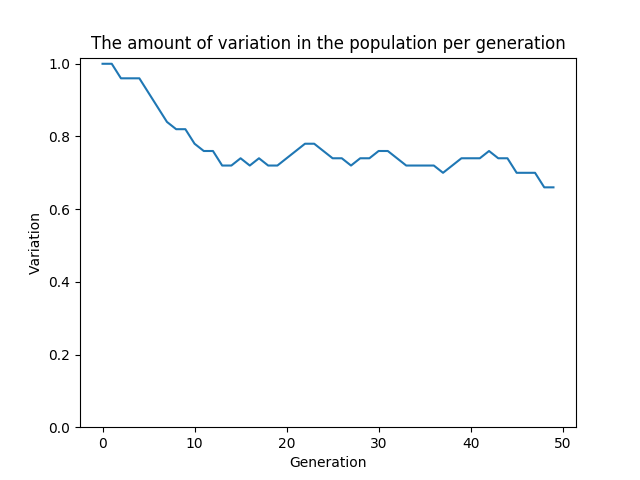 The amount of variation in the population per generation
1.0
0.8
0.6
0.4
0.2
0.0
Variation
0 10 20 30 40 50
Generation